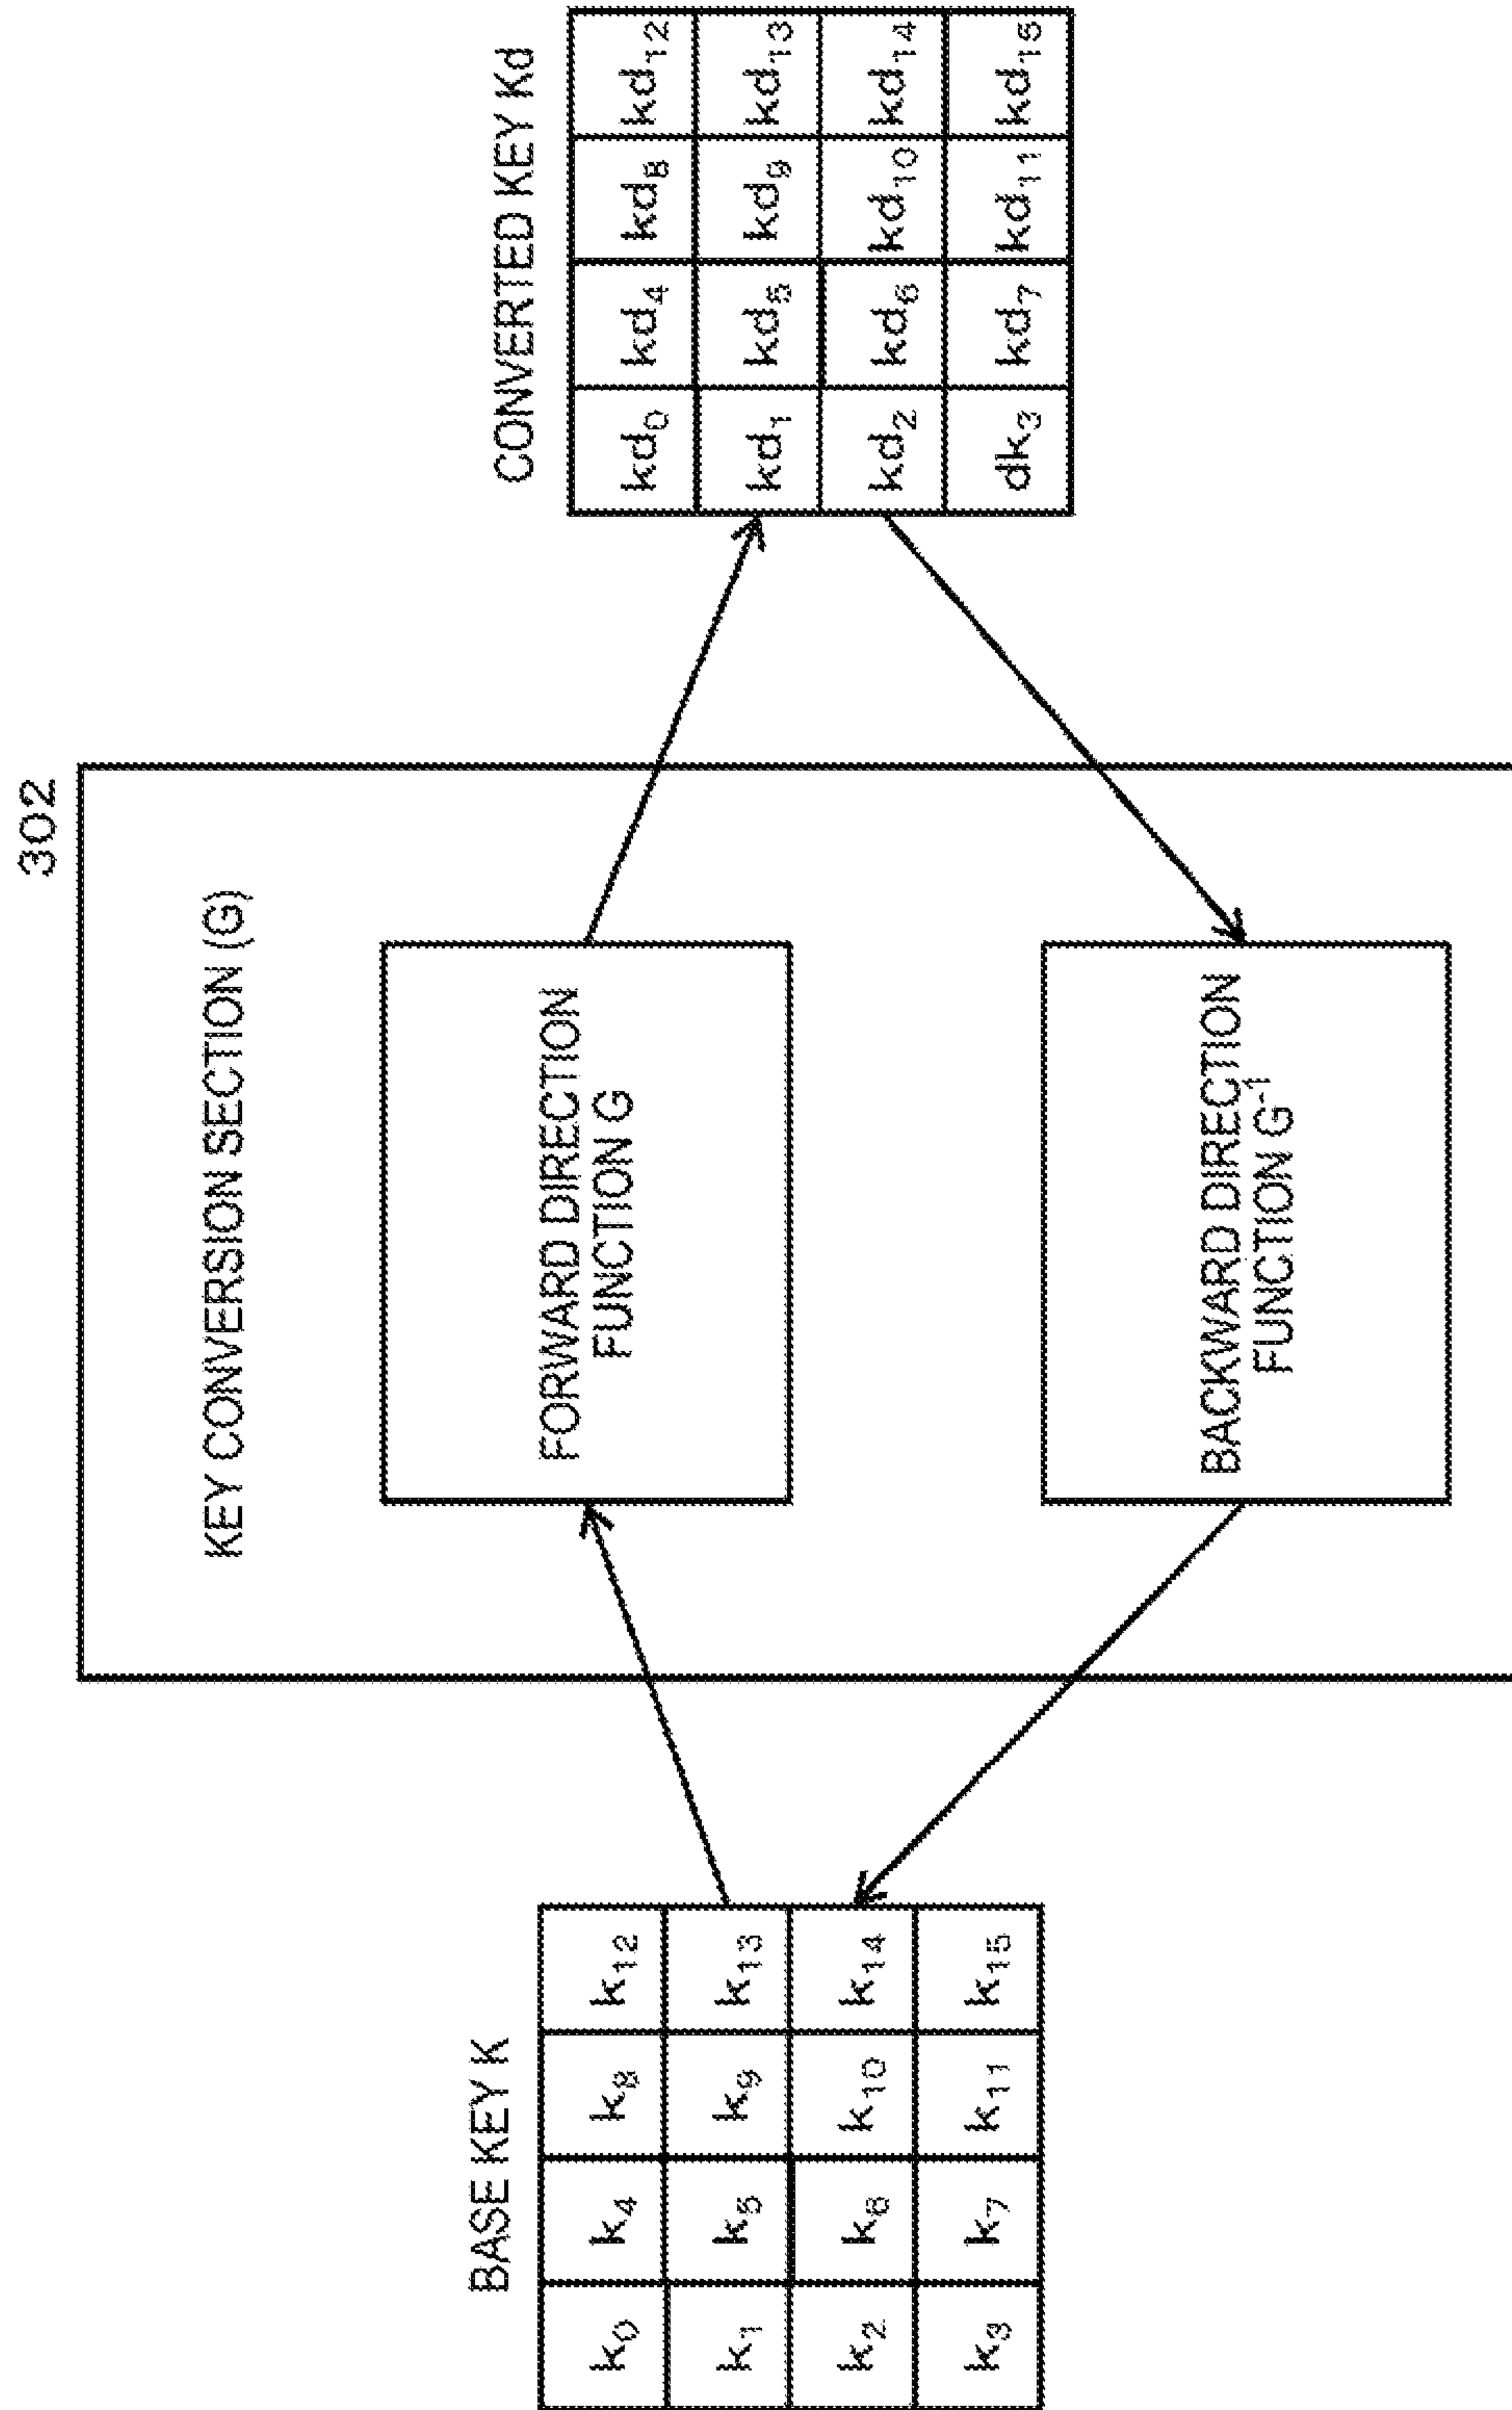 302
KEY CONVERSION SECTION (G)
BASE KEY K
k₀ k₄ k₈ k₁₂
k₁ k₅ k₉ k₁₃
k₂ k₆ k₁₀ k₁₄
k₃ k₇ k₁₁ k₁₅
FORWARD DIRECTION
FUNCTION G
BACKWARD DIRECTION
FUNCTION G⁻¹
CONVERTED KEY Kd
kd₀ kd₄ kd₈ kd₁₂
kd₁ kd₅ kd₉ kd₁₃
kd₂ kd₆ kd₁₀ kd₁₄
dk₃ kd₇ kd₁₁ kd₁₅